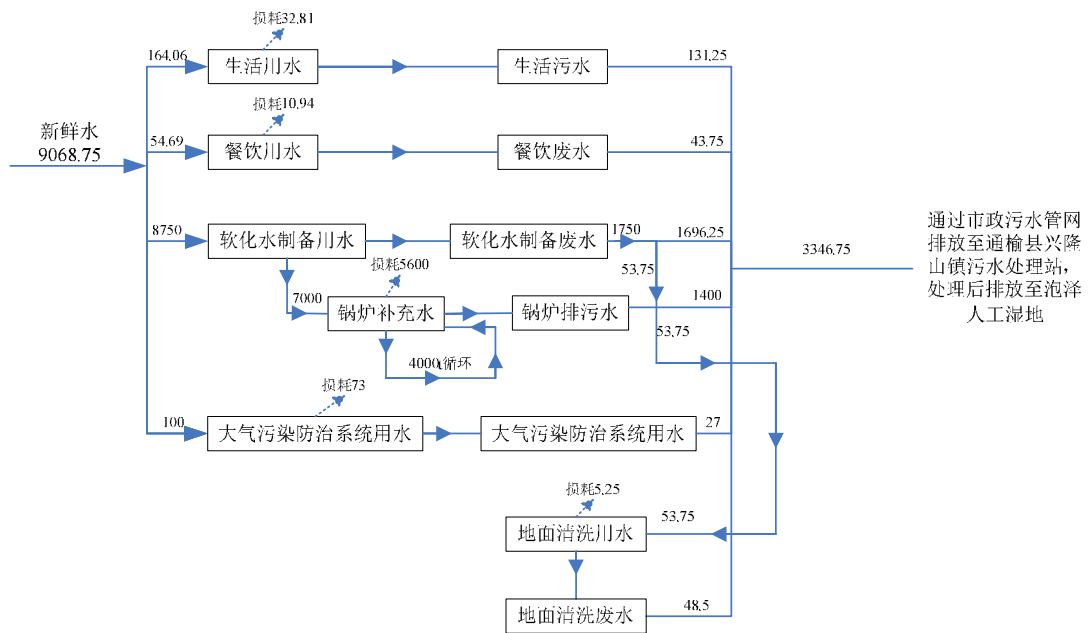 损耗32.81
164.06
生活用水
生活污水
131.25
新鲜水
9068.75
损耗10.94
54.69
餐饮用水
餐饮废水
43.75
8750
软化水制备用水
软化水制备废水
1750
1696.25
53.75
3346.75
通过市政污水管网
排放至通榆县兴隆
山镇污水处理站，
处理后排放至泡泽
人工湿地
损耗5600
7000
锅炉补充水
锅炉排污水
1400
53.75
4000t循环
损耗73
100
大气污染防治系统用水
大气污染防治系统用水
27
损耗5.25
地面清洗用水
53.75
地面清洗废水
48.5